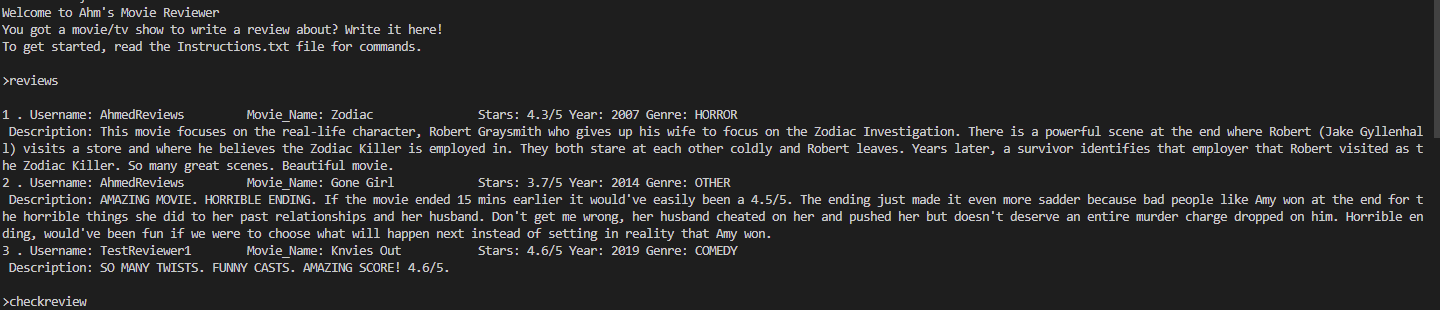 Welcome to Ahm's Movie Reviewer
You got a movie/tv show to write a review about? Write it here!
To get started, read the Instructions.txt file for commands.
>reviews
1 . Username: AhmedReviews Movie_Name: Zodiac Stars: 4.3/5 Year: 2007 Genre: HORROR
Description: This movie focuses on the real-life character, Robert Graysmith who gives up his wife to focus on the Zodiac Investigation. There is a powerful scene at the end where Robert (Jake Gyllenhal
l) visits a store and where he believes the Zodiac Killer is employed in. They both stare at each other coldly and Robert leaves. Years later, a survivor identifies that employer that Robert visited as t
he Zodiac Killer. So many great scenes. Beautiful movie.
2 . Username: AhmedReviews Movie_Name: Gone Girl Stars: 3.7/5 Year: 2014 Genre: OTHER
Description: AMAZING MOVIE. HORRIBLE ENDING. If the movie ended 15 mins earlier it would've easily been a 4.5/5. The ending just made it even more sadder because bad people like Amy won at the end for t
he horrible things she did to her past relationships and her husband. Don't get me wrong, her husband cheated on her and pushed her but doesn't deserve an entire murder charge dropped on him. Horrible en
ding, would've been fun if we were to choose what will happen next instead of setting in reality that Amy won.
3 . Username: TestReviewer1 Movie_Name: Knvies Out Stars: 4.6/5 Year: 2019 Genre: COMEDY
Description: SO MANY TWISTS. FUNNY CASTS. AMAZING SCORE! 4.6/5.
>checkreview